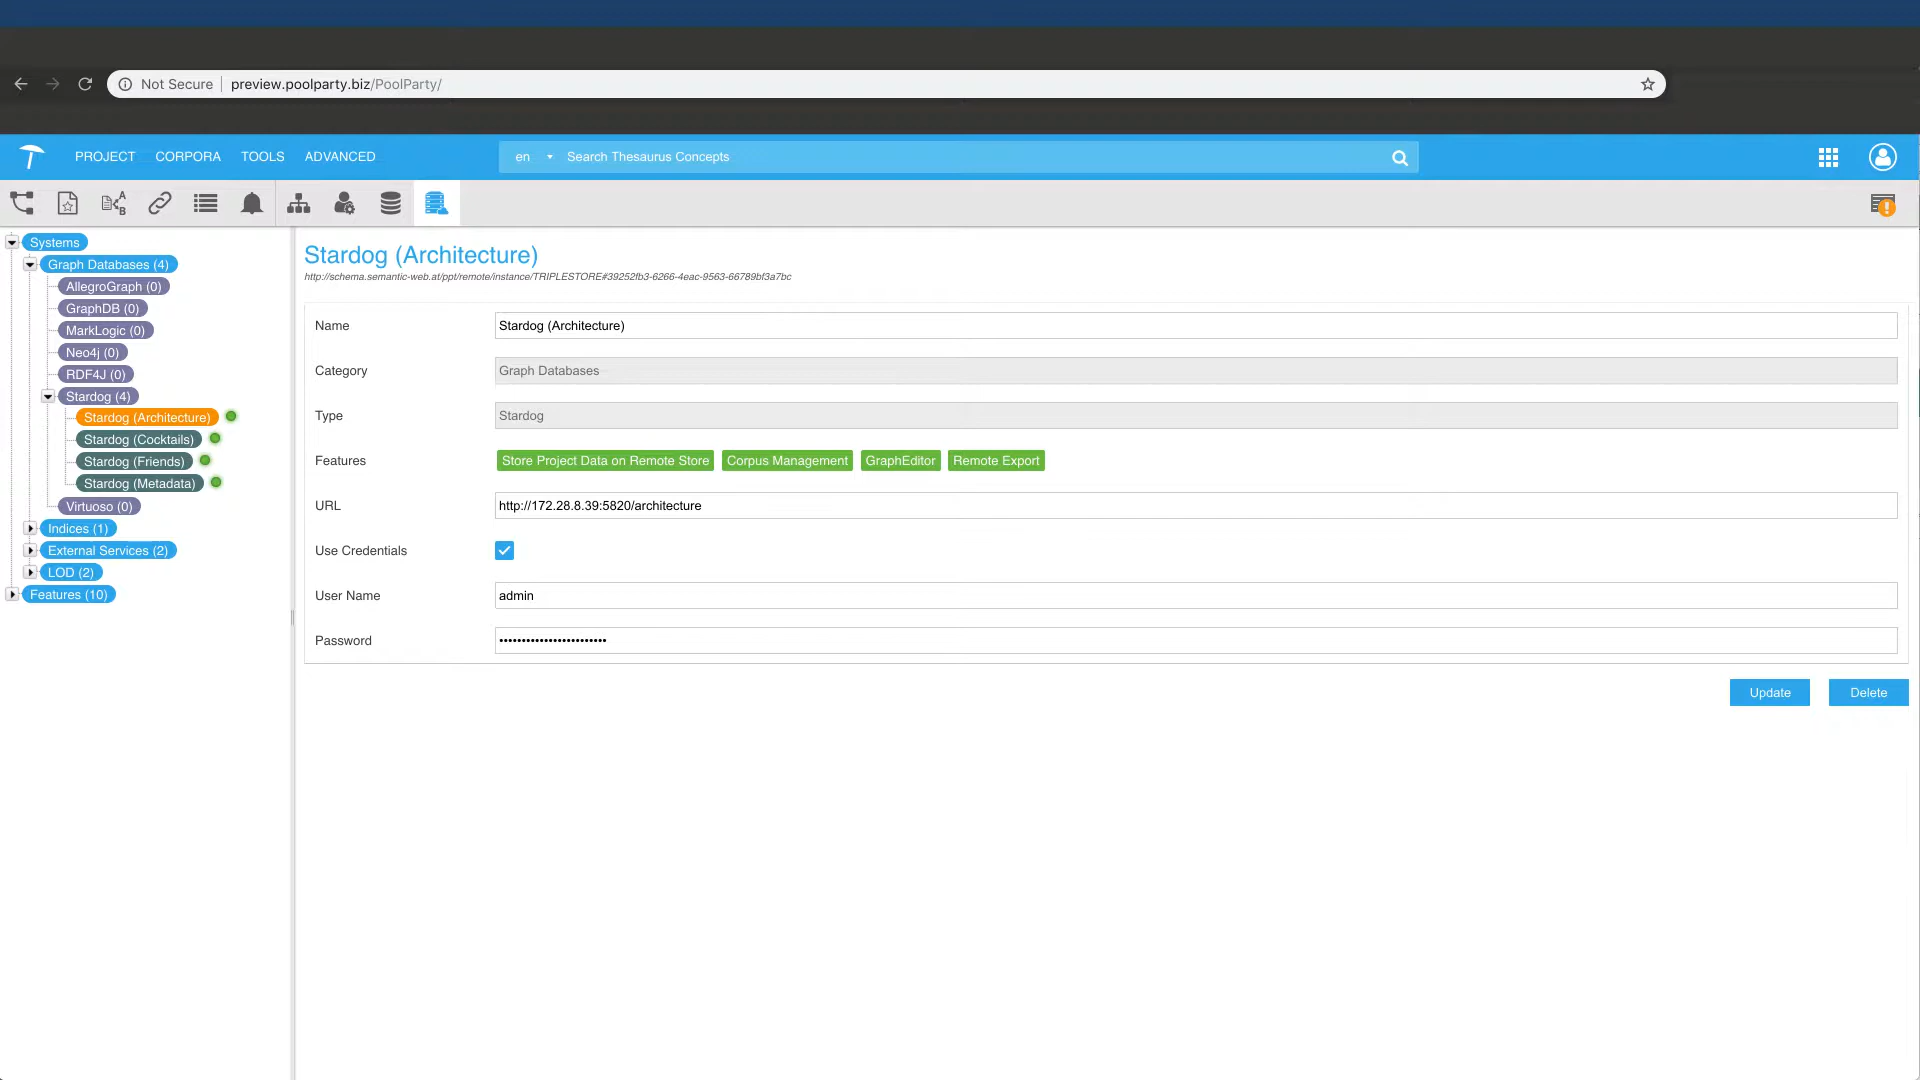 Not Secure preview.poolparty.biz/PoolParty/
PROJECT CORPORA TOOLS ADVANCED en Search Thesaurus Concepts
Systems
Graph Databases (4)
AllegroGraph (0)
GraphDB (0)
MarkLogic (0)
Neo4j (0)
RDF4J (0)
Stardog (4)
Stardog (Architecture)
Stardog (Cocktails)
Stardog (Friends)
Stardog (Metadata)
Virtuoso (0)
Indices (1)
External Services (2)
LOD (2)
Features (10)
Stardog (Architecture)
http://schema.semantic-web.at/ppt/remote/instance/TRIPLESTORE#39252fb3-6266-4eac-9563-66789bf3a7bc
Name Stardog (Architecture)
Category Graph Databases
Type Stardog
Features Store Project Data on Remote Store Corpus Management GraphEditor Remote Export
URL http://172.28.8.39:5820/architecture
Use Credentials
User Name admin
Password
Update Delete